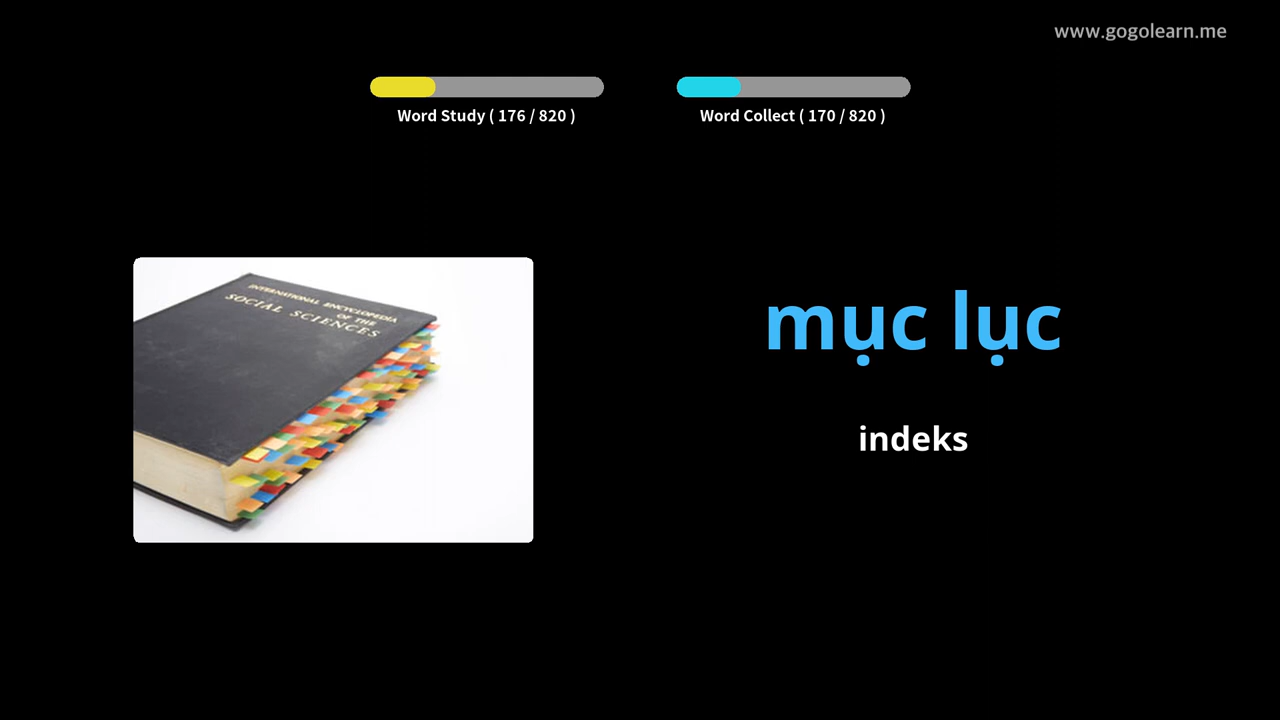 www.gogolearn.me
Word Study ( 176 / 820 )
Word Collect ( 170 / 820 )
INTERNATIONAL ENCYCLOPEDIA
OF THE
SOCIAL SCIENCES
mục lục
indeks